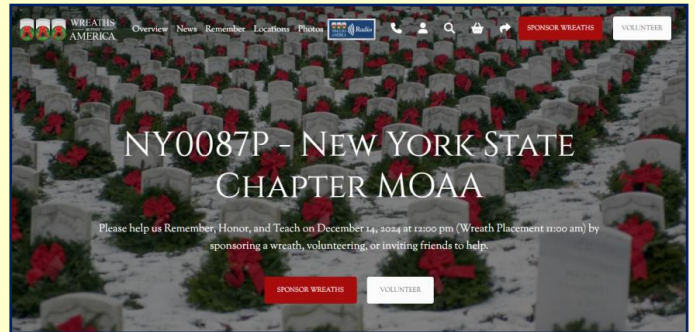 WREATHS
AMERICA
Overview News Remember Locations Photos Radio SPONSOR WREATHS VOLUNTEER
NY0087P - New York State
Chapter MOAA
Please help us Remember, Honor, and Teach on December 14, 2024 at 12:00 pm (Wreath Placement 11:00 am) by
sponsoring a wreath, volunteering, or inviting friends to help.
SPONSOR WREATHS VOLUNTEER